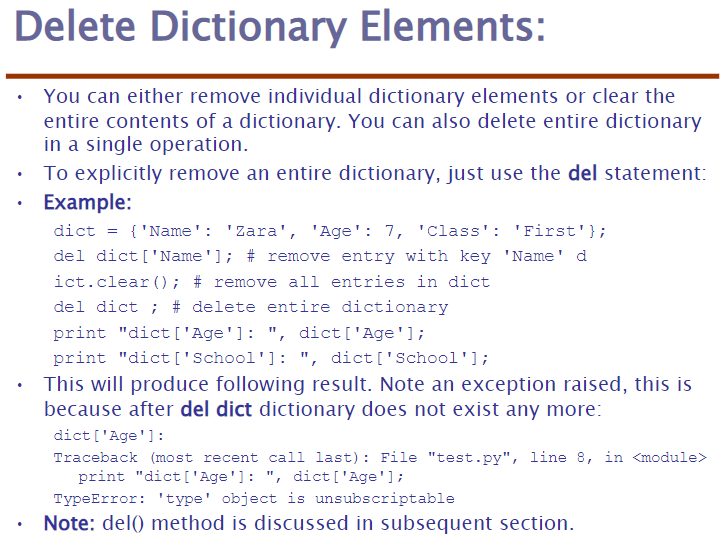 Delete Dictionary Elements:
• You can either remove individual dictionary elements or clear the
entire contents of a dictionary. You can also delete entire dictionary
in a single operation.
• To explicitly remove an entire dictionary, just use the del statement:
• Example:
dict = {'Name': 'Zara', 'Age': 7, 'Class': 'First'};
del dict['Name']; # remove entry with key 'Name' d
ict.clear(); # remove all entries in dict
del dict ; # delete entire dictionary
print "dict['Age']: ", dict['Age'];
print "dict['School']: ", dict['School'];
• This will produce following result. Note an exception raised, this is
because after del dict dictionary does not exist any more:
dict['Age']:
Traceback (most recent call last): File "test.py", line 8, in <module>
print "dict['Age']: ", dict['Age'];
TypeError: 'type' object is unsubscriptable
• Note: del() method is discussed in subsequent section.